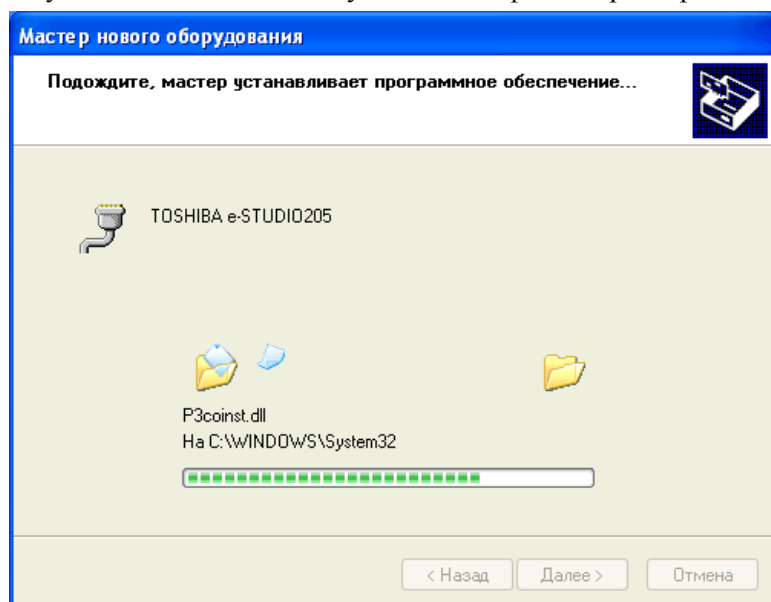 Мастер нового оборудования
Подождите, мастер устанавливает программное обеспечение...
TOSHIBA e-STUDIO205
P3coinst.dll
На C:\WINDOWS\System32
< Назад Далее > Отмена